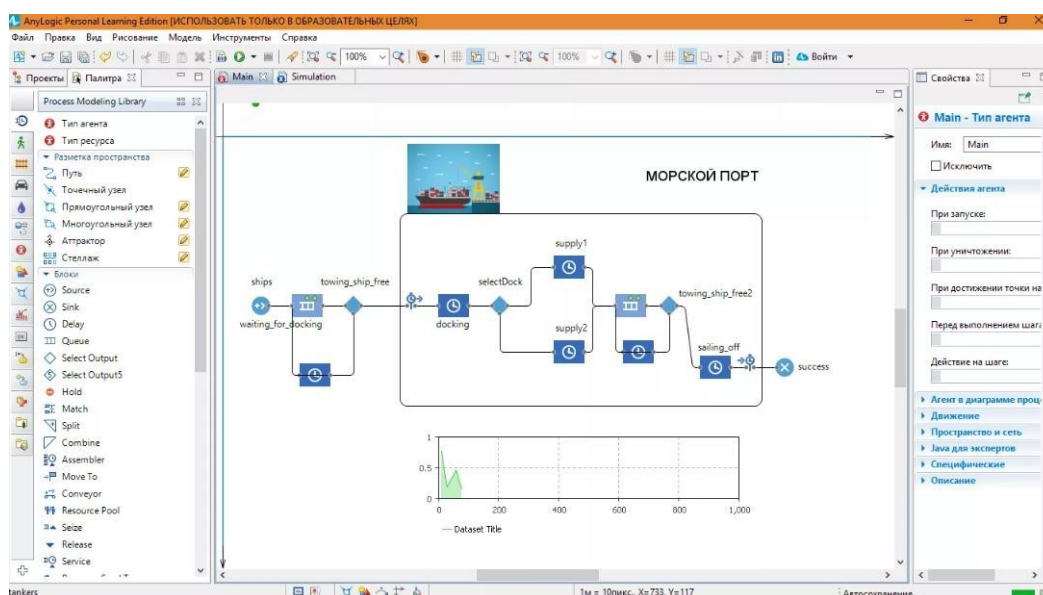 AnyLogic Personal Learning Edition [ИСПОЛЬЗОВАТЬ ТОЛЬКО В ОБРАЗОВАТЕЛЬНЫХ ЦЕЛЯХ]
Файл Правка Вид Рисование Модель Инструменты Справка
100% 100% Войти
Проекты Палитра Main Simulation Свойства
Process Modeling Library
Тип агента
Тип ресурса
Разметка пространства
Путь
Точечный узел
Прямоугольный узел
Многоугольный узел
Аттрактор
Стеллаж
Блоки
Source
Sink
Delay
Queue
Select Output
Select Output5
Hold
Match
Split
Combine
Assembler
Move To
Conveyor
Resource Pool
Seize
Release
Service
МОРСКОЙ ПОРТ
supply1
ships towing_ship_free selectDock
towing_ship_free2
waiting_for_docking docking supply2
sailing_off
success
1
0.5
0
0 200 400 600 800 1,000
Dataset Title
Main - Тип агента
Имя: Main
Исключить
Действия агента
При запуске:
При уничтожении:
При достижении точки на
Перед выполнением шага
Действие на шаге:
Агент в диаграмме проц
Движение
Пространство и сеть
Java для экспертов
Специфические
Описание
tankers 1м = 10пикс, X=733, Y=117 Автосохранение